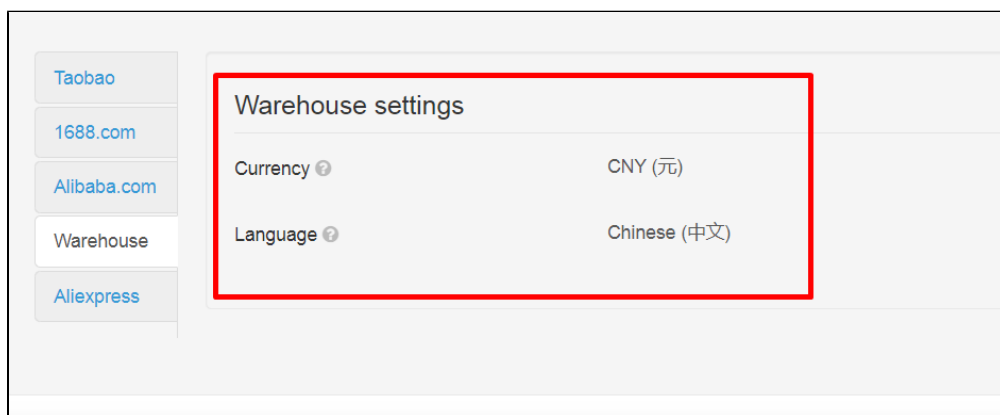 Taobao
1688.com
Alibaba.com
Warehouse
Aliexpress
Warehouse settings
Currency ?
CNY (元)
Language ?
Chinese (中文)